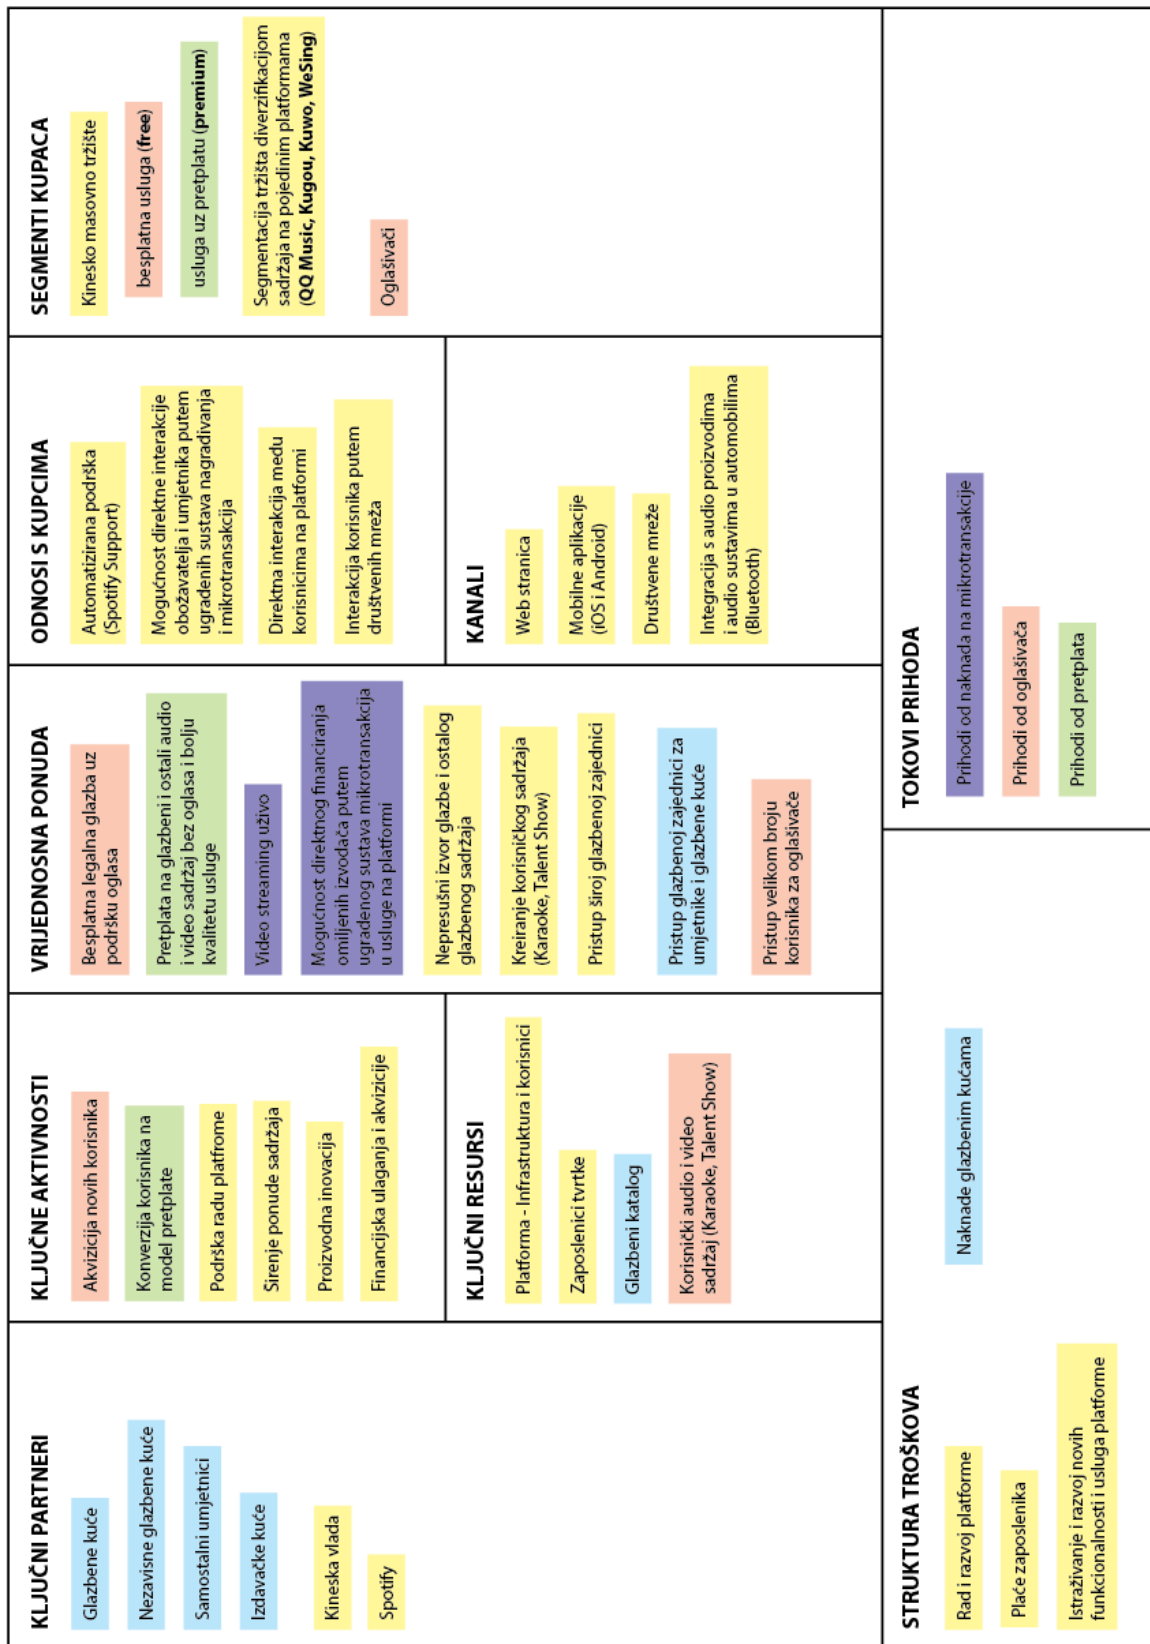 KLJUČNI PARTNERI
Glazbene kuće
Nezavisne glazbene kuće
Samostalni umjetnici
Izdavačke kuće
Kineska vlada
Spotify
KLJUČNE AKTIVNOSTI
Akvizicija novih korisnika
Konverzija korisnika na
model pretplate
Podrška radu platfrome
Širenje ponude sadržaja
Proizvodna inovacija
Financijska ulaganja i akvizicije
KLJUČNI RESURSI
Platforma - Infrastruktura i korisnici
Zaposlenici tvrtke
Glazbeni katalog
Korisnički audio i video
sadržaj (Karaoke, Talent Show)
VRIJEDNOSNA PONUDA
Besplatna legalna glazba uz
podršku oglasa
Pretplata na glazbeni i ostali audio
i video sadržaj bez oglasa i bolju
kvalitetu usluge
Video streaming uživo
Mogućnost direktnog financiranja
omiljenih izvođača putem
ugrađenog sustava mikrotransakcija
u usluge na platformi
Nepresušni izvor glazbe i ostalog
glazbenog sadržaja
Kreiranje korisničkog sadržaja
(Karaoke, Talent Show)
Pristup široj glazbenoj zajednici
Pristup glazbenoj zajednici za
umjetnike i glazbene kuće
Pristup velikom broju
korisnika za oglašivače
ODNOSI S KUPCIMA
Automatizirana podrška
(Spotify Support)
Mogućnost direktne interakcije
obožavatelja i umjetnika putem
ugrađenih sustava nagrađivanja
i mikrotransakcija
Direktna interakcija među
korisnicima na platformi
Interakcija korisnika putem
društvenih mreža
KANALI
Web stranica
Mobilne aplikacije
(iOS i Android)
Društvene mreže
Integracija s audio proizvodima
i audio sustavima u automobilima
(Bluetooth)
SEGMENTI KUPACA
Kinesko masovno tržište
besplatna usluga (free)
usluga uz pretplatu (premium)
Segmentacija tržišta diverzifikacijom
sadržaja na pojedinim platformama
(QQ Music, Kugou, Kuwo, WeSing)
Oglašivači
STRUKTURA TROŠKOVA
Rad i razvoj platforme
Plaće zaposlenika
Istraživanje i razvoj novih
funkcionalnosti i usluga platforme
Naknade glazbenim kućama
TOKOVI PRIHODA
Prihodi od naknada na mikrotransakcije
Prihodi od oglašivača
Prihodi od pretplata